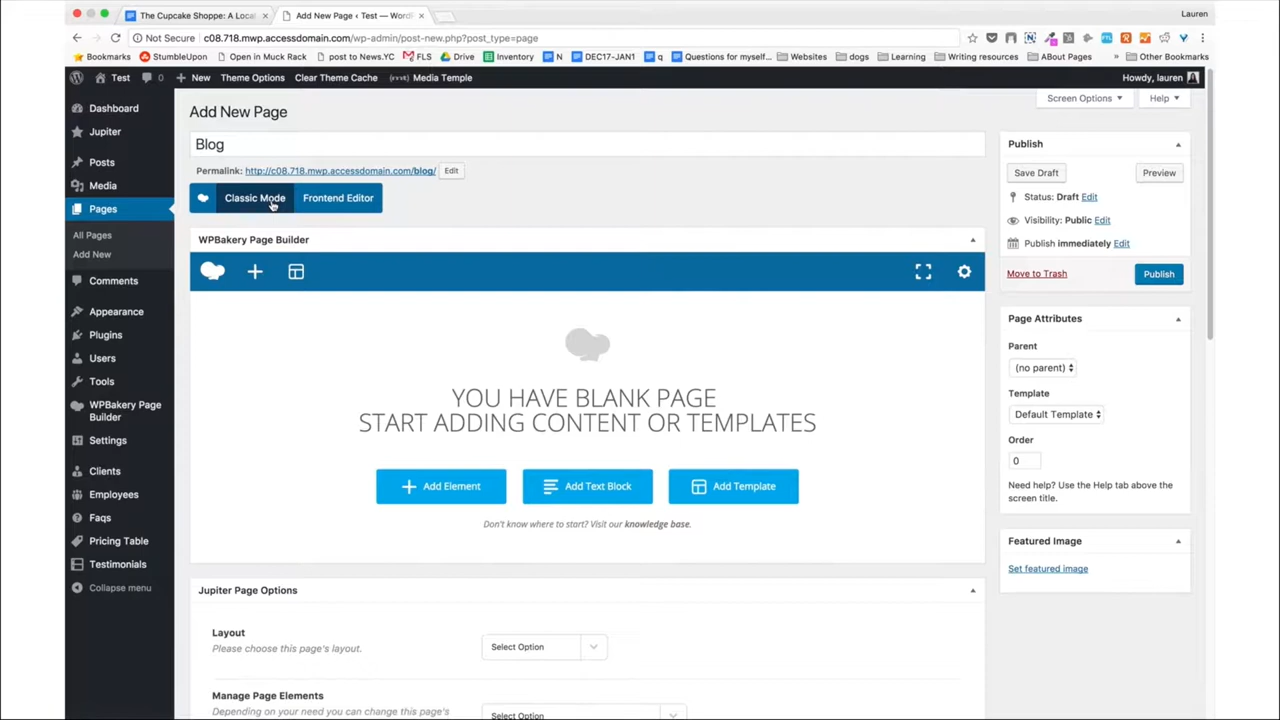 Lauren
The Cupcake Shoppe: A Loca
Add New Page ‹ Test — Word
Not Secure c08.718.mwp.accessdomain.com/wp-admin/post-new.php?post_type=page
Bookmarks StumbleUpon Open in Muck Rack post to News.YC FLS Drive Inventory N DEC17-JAN1 q Questions for myself... Websites dogs Learning Writing resources ABout Pages » Other Bookmarks
Test 0 New Theme Options Clear Theme Cache Media Temple Howdy, lauren
Screen Options Help
Dashboard
Jupiter
Posts
Media
Pages
All Pages
Add New
Comments
Appearance
Plugins
Users
Tools
WPBakery Page
Builder
Settings
Clients
Employees
Faqs
Pricing Table
Testimonials
Collapse menu
Add New Page
Blog
Permalink: http://c08.718.mwp.accessdomain.com/blog/ Edit
Classic Mode Frontend Editor
WPBakery Page Builder
YOU HAVE BLANK PAGE
START ADDING CONTENT OR TEMPLATES
Add Element Add Text Block Add Template
Don't know where to start? Visit our knowledge base.
Jupiter Page Options
Layout
Please choose this page's layout.
Select Option
Manage Page Elements
Depending on your need you can change this page's
Select Option
Publish
Save Draft Preview
Status: Draft Edit
Visibility: Public Edit
Publish immediately Edit
Move to Trash Publish
Page Attributes
Parent
(no parent)
Template
Default Template
Order
0
Need help? Use the Help tab above the
screen title.
Featured Image
Set featured image